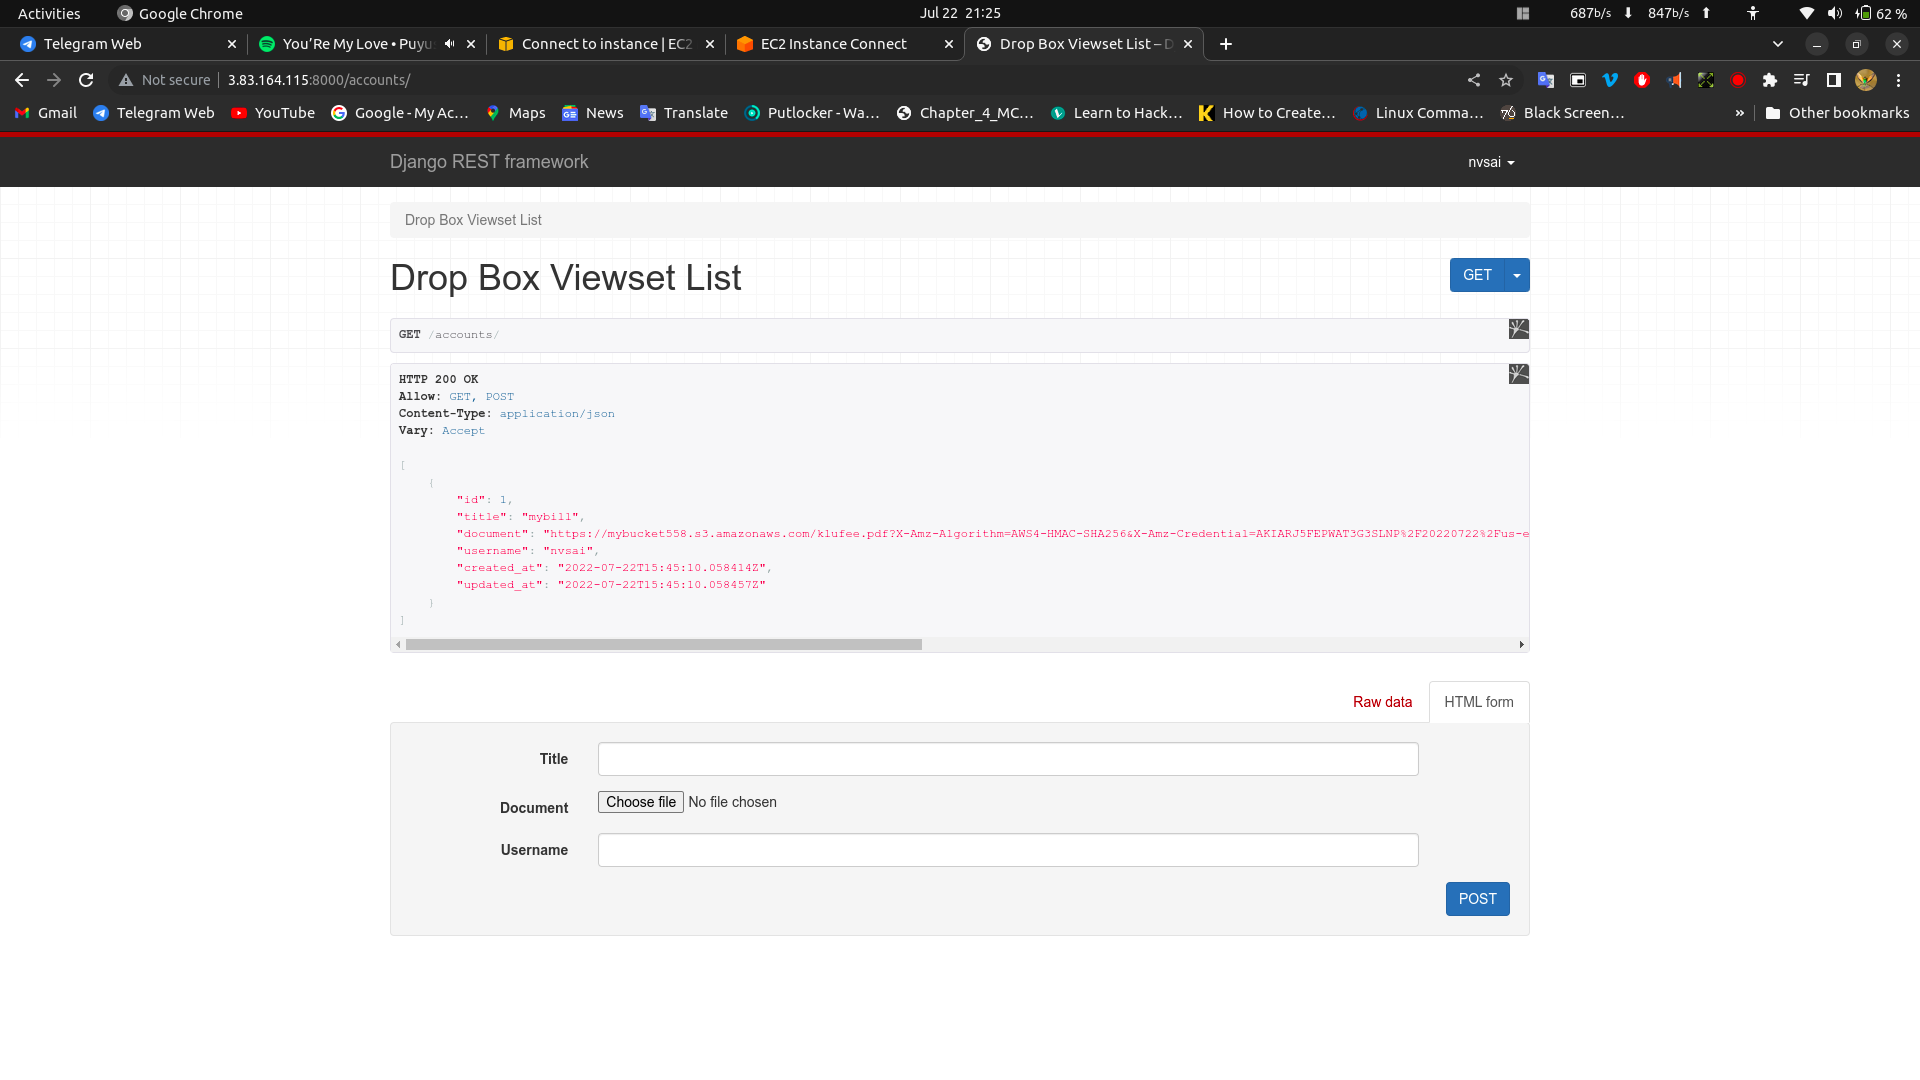 Activities Google Chrome Jul 22 21:25 687b/s 847b/s 62 %
Telegram Web You'Re My Love • Puyu Connect to instance | EC2 EC2 Instance Connect Drop Box Viewset List – D
Not secure 3.83.164.115:8000/accounts/
Gmail Telegram Web YouTube Google - My Ac... Maps News Translate Putlocker - Wa... Chapter_4_MC... Learn to Hack... How to Create... Linux Comma... Black Screen... » Other bookmarks
Django REST framework nvsai
Drop Box Viewset List
Drop Box Viewset List GET
GET /accounts/
HTTP 200 OK
Allow: GET, POST
Content-Type: application/json
Vary: Accept
[
{
"id": 1,
"title": "mybill",
"document": "https://mybucket558.s3.amazonaws.com/klufee.pdf?X-Amz-Algorithm=AWS4-HMAC-SHA256&X-Amz-Credential=AKIARJ5FEPWAT3G3SLNP%2F20220722%2Fus-e
"username": "nvsai",
"created_at": "2022-07-22T15:45:10.058414Z",
"updated_at": "2022-07-22T15:45:10.058457Z"
}
]
Raw data HTML form
Title
Document Choose file No file chosen
Username
POST